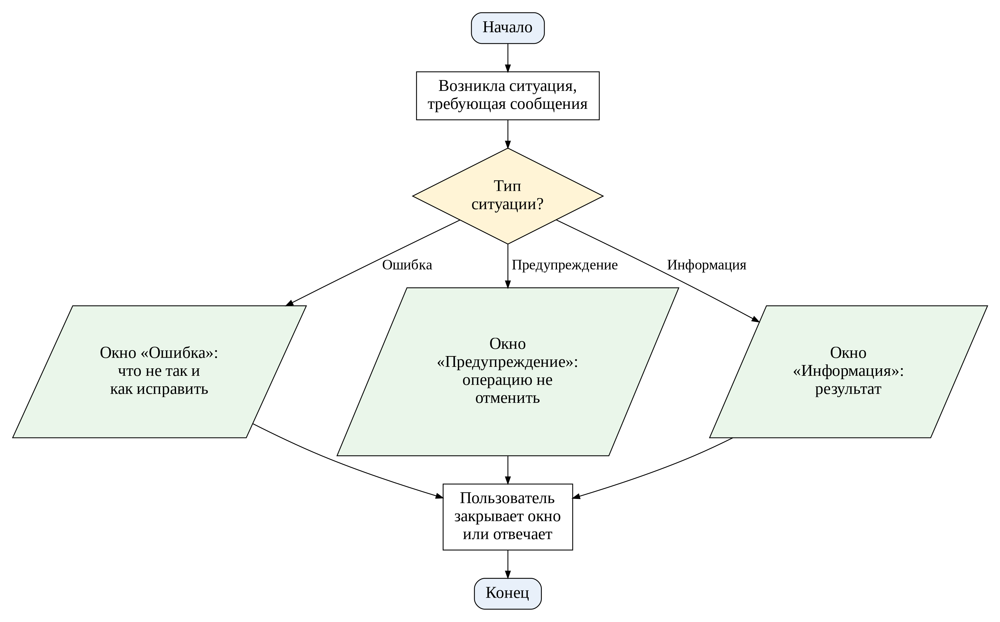 Начало
Возникла ситуация,
требующая сообщения
Тип
ситуации?
Ошибка
Предупреждение
Информация
Окно «Ошибка»:
что не так и
как исправить
Окно
«Предупреждение»:
операцию не
отменить
Окно
«Информация»:
результат
Пользователь
закрывает окно
или отвечает
Конец